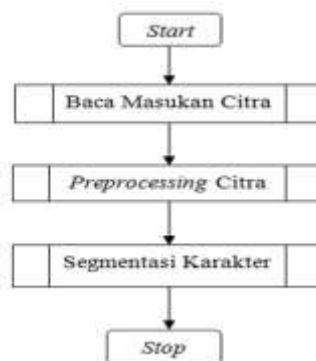 Start
Baca Masukan Citra
Preprocessing Citra
Segmentasi Karakter
Stop